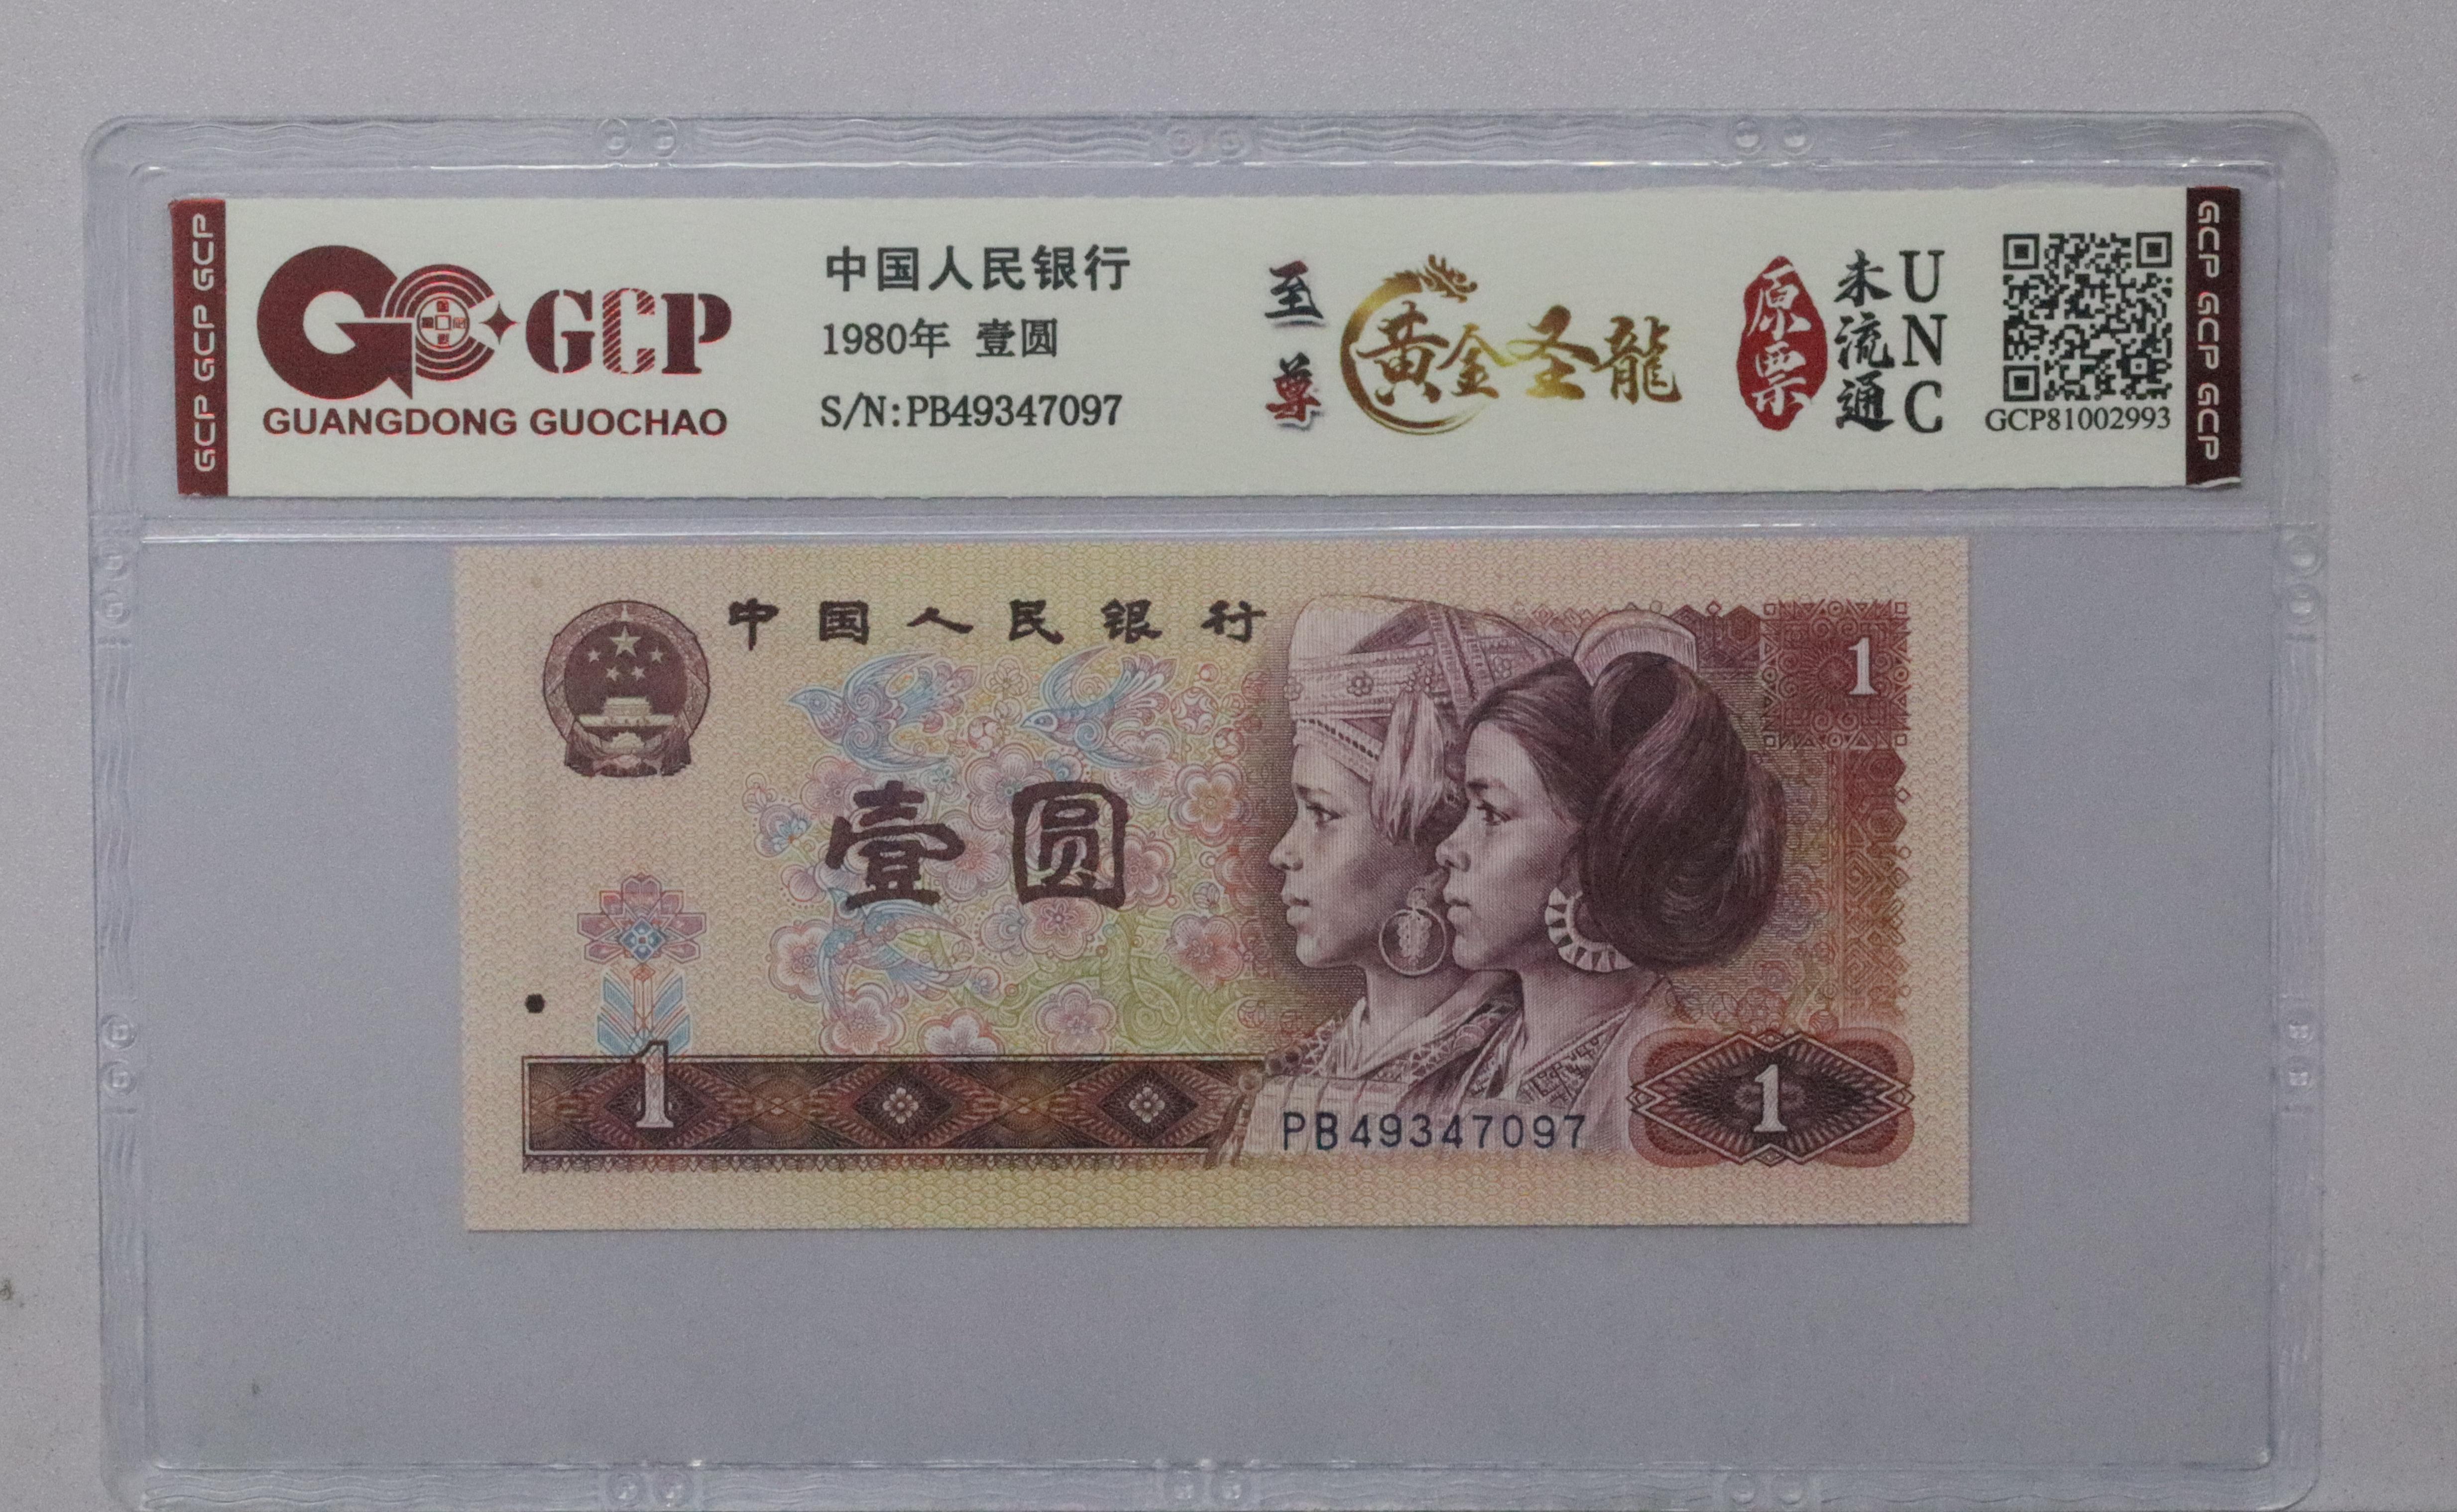 GCP GCP GCP
GCP
GUANGDONG GUOCHAO
中国人民银行
1980年 壹圆
S/N:PB49347097
至尊
黄金圣龍
原票
未流通
UNC
GCP81002993
GCP GCP GCP
中国人民银行
1
壹圆
1
PB49347097
1